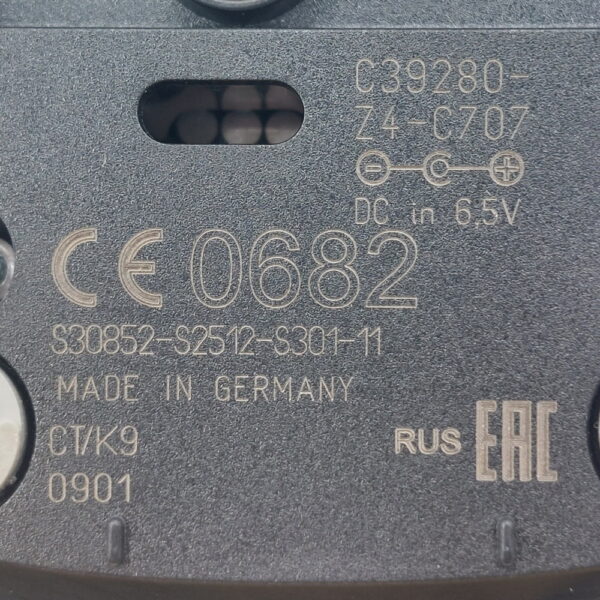 C39280-
Z4-C707
DC in 6,5V
CE 0682
S30852-S2512-S301-11
MADE IN GERMANY
CT/K9
0901
RUS EAC